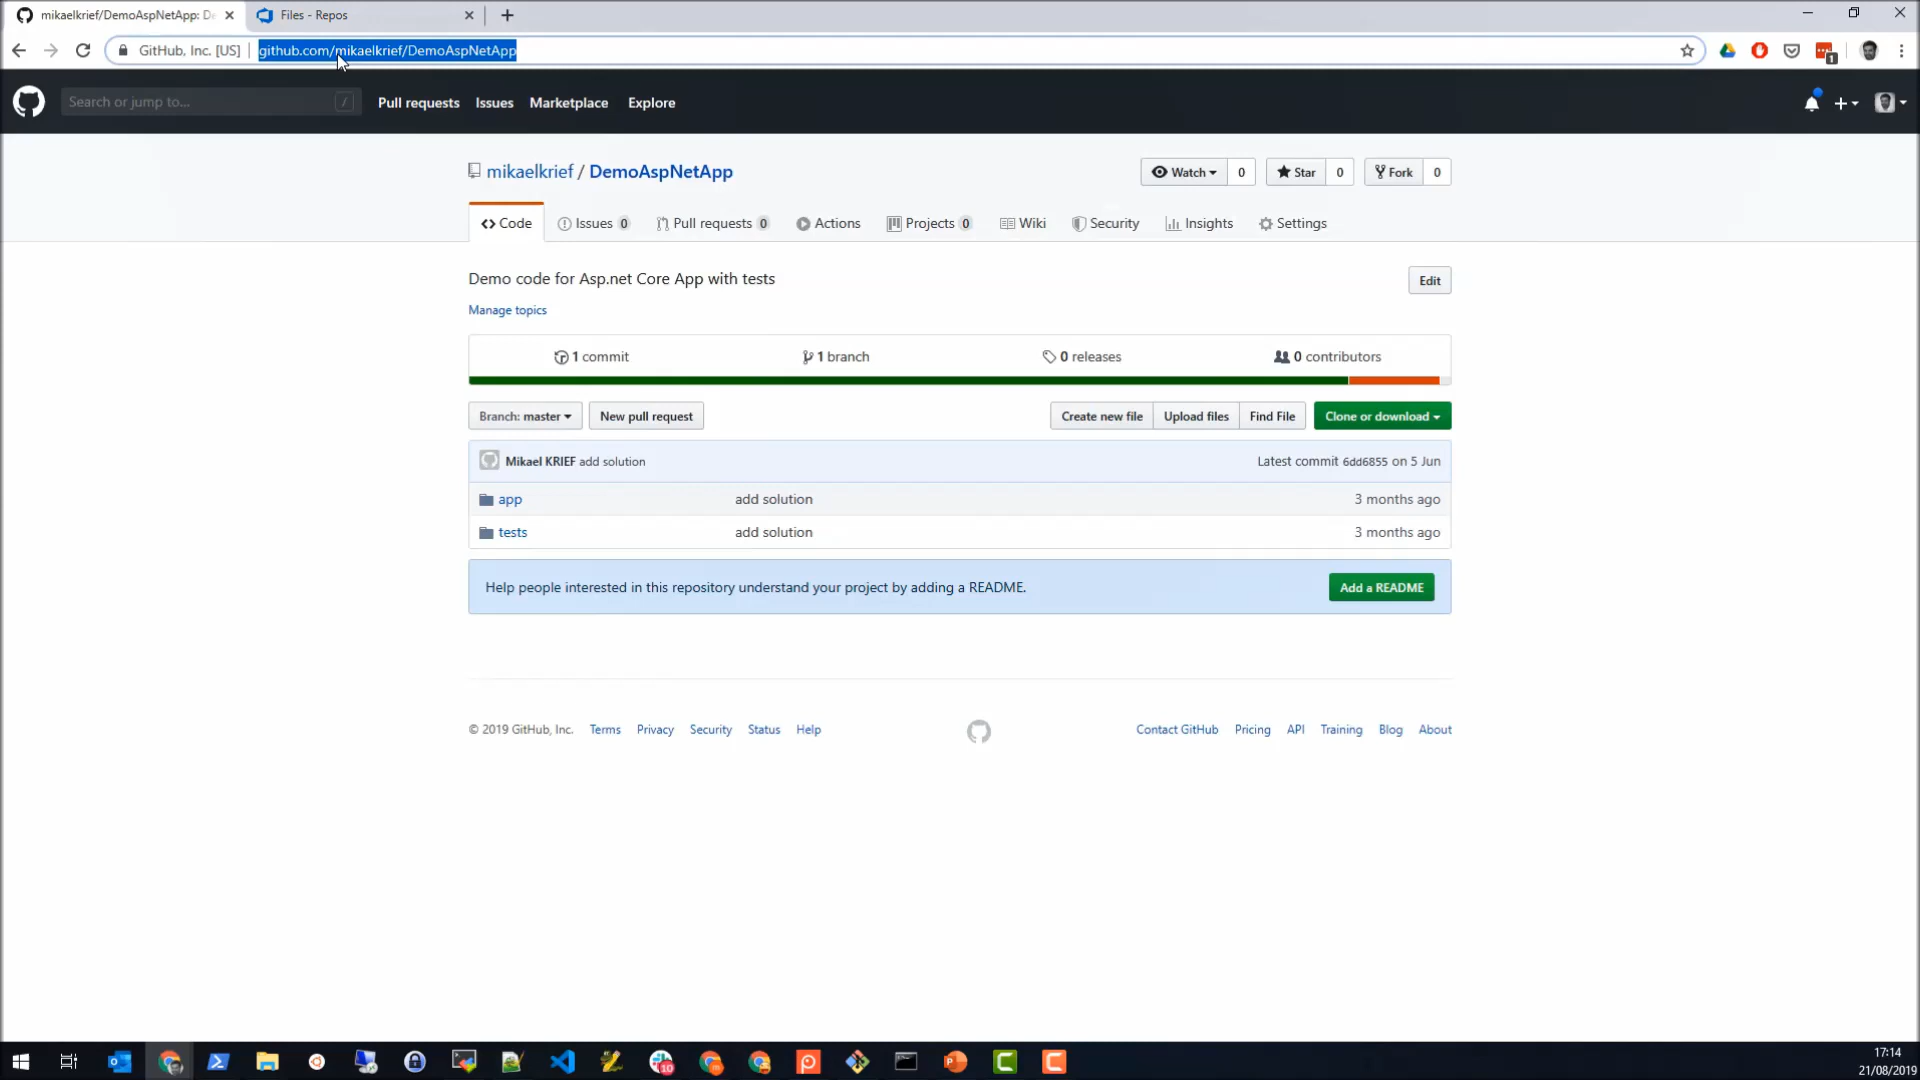 mikaelkrief/DemoAspNetApp: De
Files - Repos
GitHub, Inc. [US] | github.com/mikaelkrief/DemoAspNetApp
1
Search or jump to...
/
Pull requests
Issues
Marketplace
Explore
mikaelkrief / DemoAspNetApp
Watch 0
Star 0
Fork 0
Code
Issues 0
Pull requests 0
Actions
Projects 0
Wiki
Security
Insights
Settings
Demo code for Asp.net Core App with tests
Edit
Manage topics
1 commit
1 branch
0 releases
0 contributors
Branch: master
New pull request
Create new file
Upload files
Find File
Clone or download
Mikael KRIEF add solution
Latest commit 6dd6855 on 5 Jun
app
add solution
3 months ago
tests
add solution
3 months ago
Help people interested in this repository understand your project by adding a README.
Add a README
© 2019 GitHub, Inc.
Terms
Privacy
Security
Status
Help
Contact GitHub
Pricing
API
Training
Blog
About
10
17:14
21/08/2019